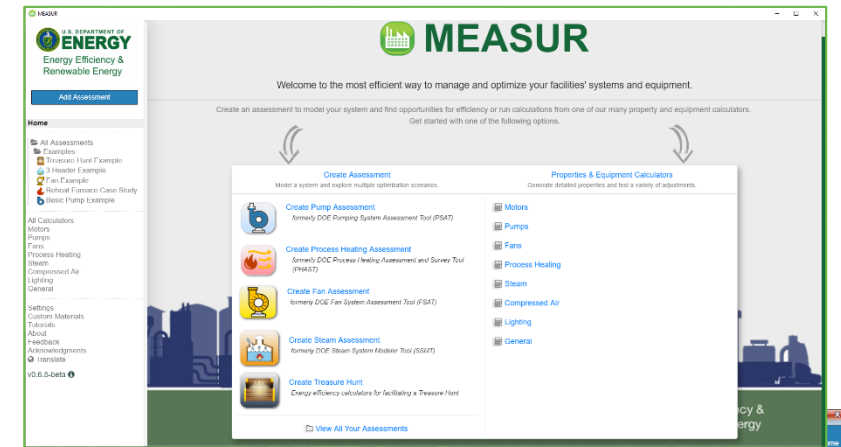 MEASUR
U.S. DEPARTMENT OF
ENERGY
Energy Efficiency &
Renewable Energy
Add Assessment
Home
All Assessments
Examples
Treasure Hunt Example
3 Header Example
Fan Example
Reheat Furnace Case Study
Basic Pump Example
All Calculators
Motors
Pumps
Fans
Process Heating
Steam
Compressed Air
Lighting
General
Settings
Custom Materials
Tutorials
About
Feedback
Acknowledgments
Translate
v0.6.5-beta
MEASUR
Welcome to the most efficient way to manage and optimize your facilities' systems and equipment.
Create an assessment to model your system and find opportunities for efficiency or run calculations from one of our many property and equipment calculators.
Get started with one of the following options.
Create Assessment
Model a system and explore multiple optimization scenarios.
Create Pump Assessment
formerly DOE Pumping System Assessment Tool (PSAT)
Create Process Heating Assessment
formerly DOE Process Heating Assessment and Survey Tool
(PHAST)
Create Fan Assessment
formerly DOE Fan System Assessment Tool (FSAT)
Create Steam Assessment
formerly DOE Steam System Modeler Tool (SSMT)
Create Treasure Hunt
Energy efficiency calculators for facilitating a Treasure Hunt
View All Your Assessments
Properties & Equipment Calculators
Generate detailed properties and test a variety of adjustments.
Motors
Pumps
Fans
Process Heating
Steam
Compressed Air
Lighting
General
cy &
ergy
me